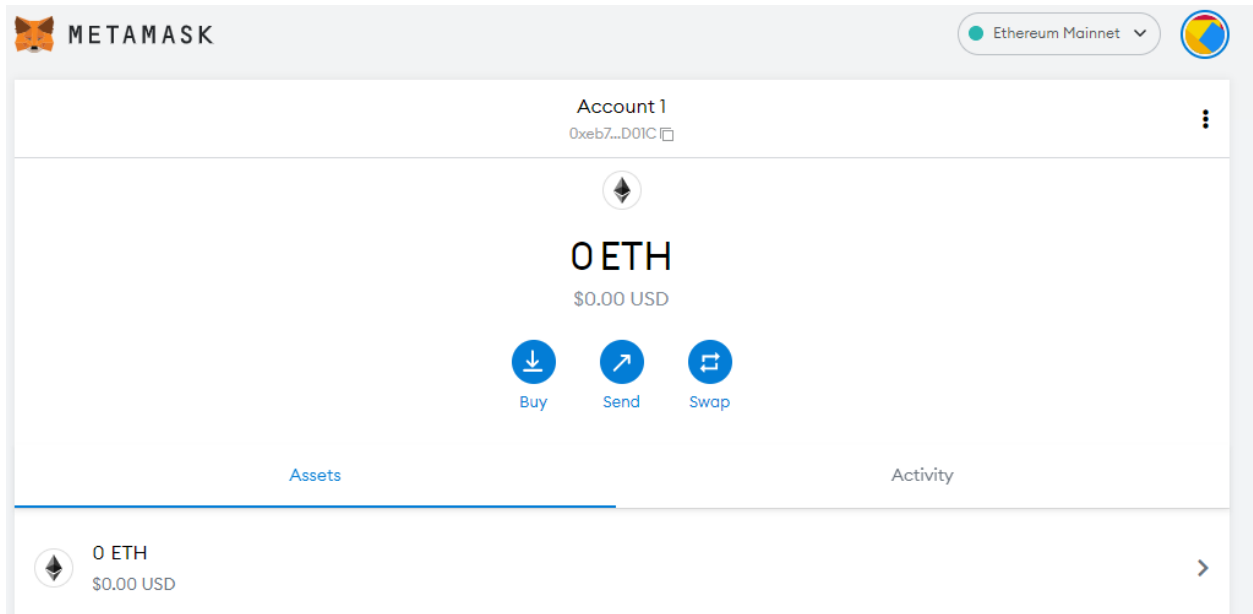 METAMASK
Ethereum Mainnet
Account 1
0xeb7...D01C
0 ETH
$0.00 USD
Buy Send Swap
Assets Activity
0 ETH
$0.00 USD